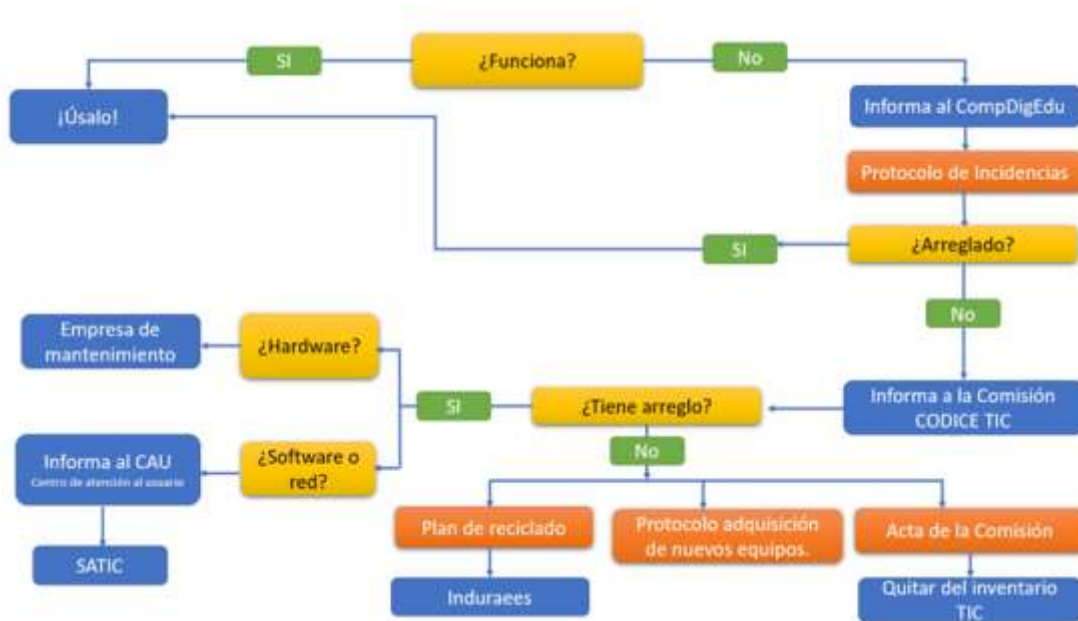 ¿Funciona?
SI
No
¡Úsalo!
Informa al CompDigEdu
Protocolo de Incidencias
¿Arreglado?
SI
No
Empresa de
mantenimiento
¿Hardware?
Informa a la Comisión
CODICE TIC
¿Tiene arreglo?
SI
No
Informa al CAU
Centro de atención al usuario
¿Software o
red?
Plan de reciclado
Protocolo adquisición
de nuevos equipos.
Acta de la Comisión
SATIC
Induraees
Quitar del inventario
TIC